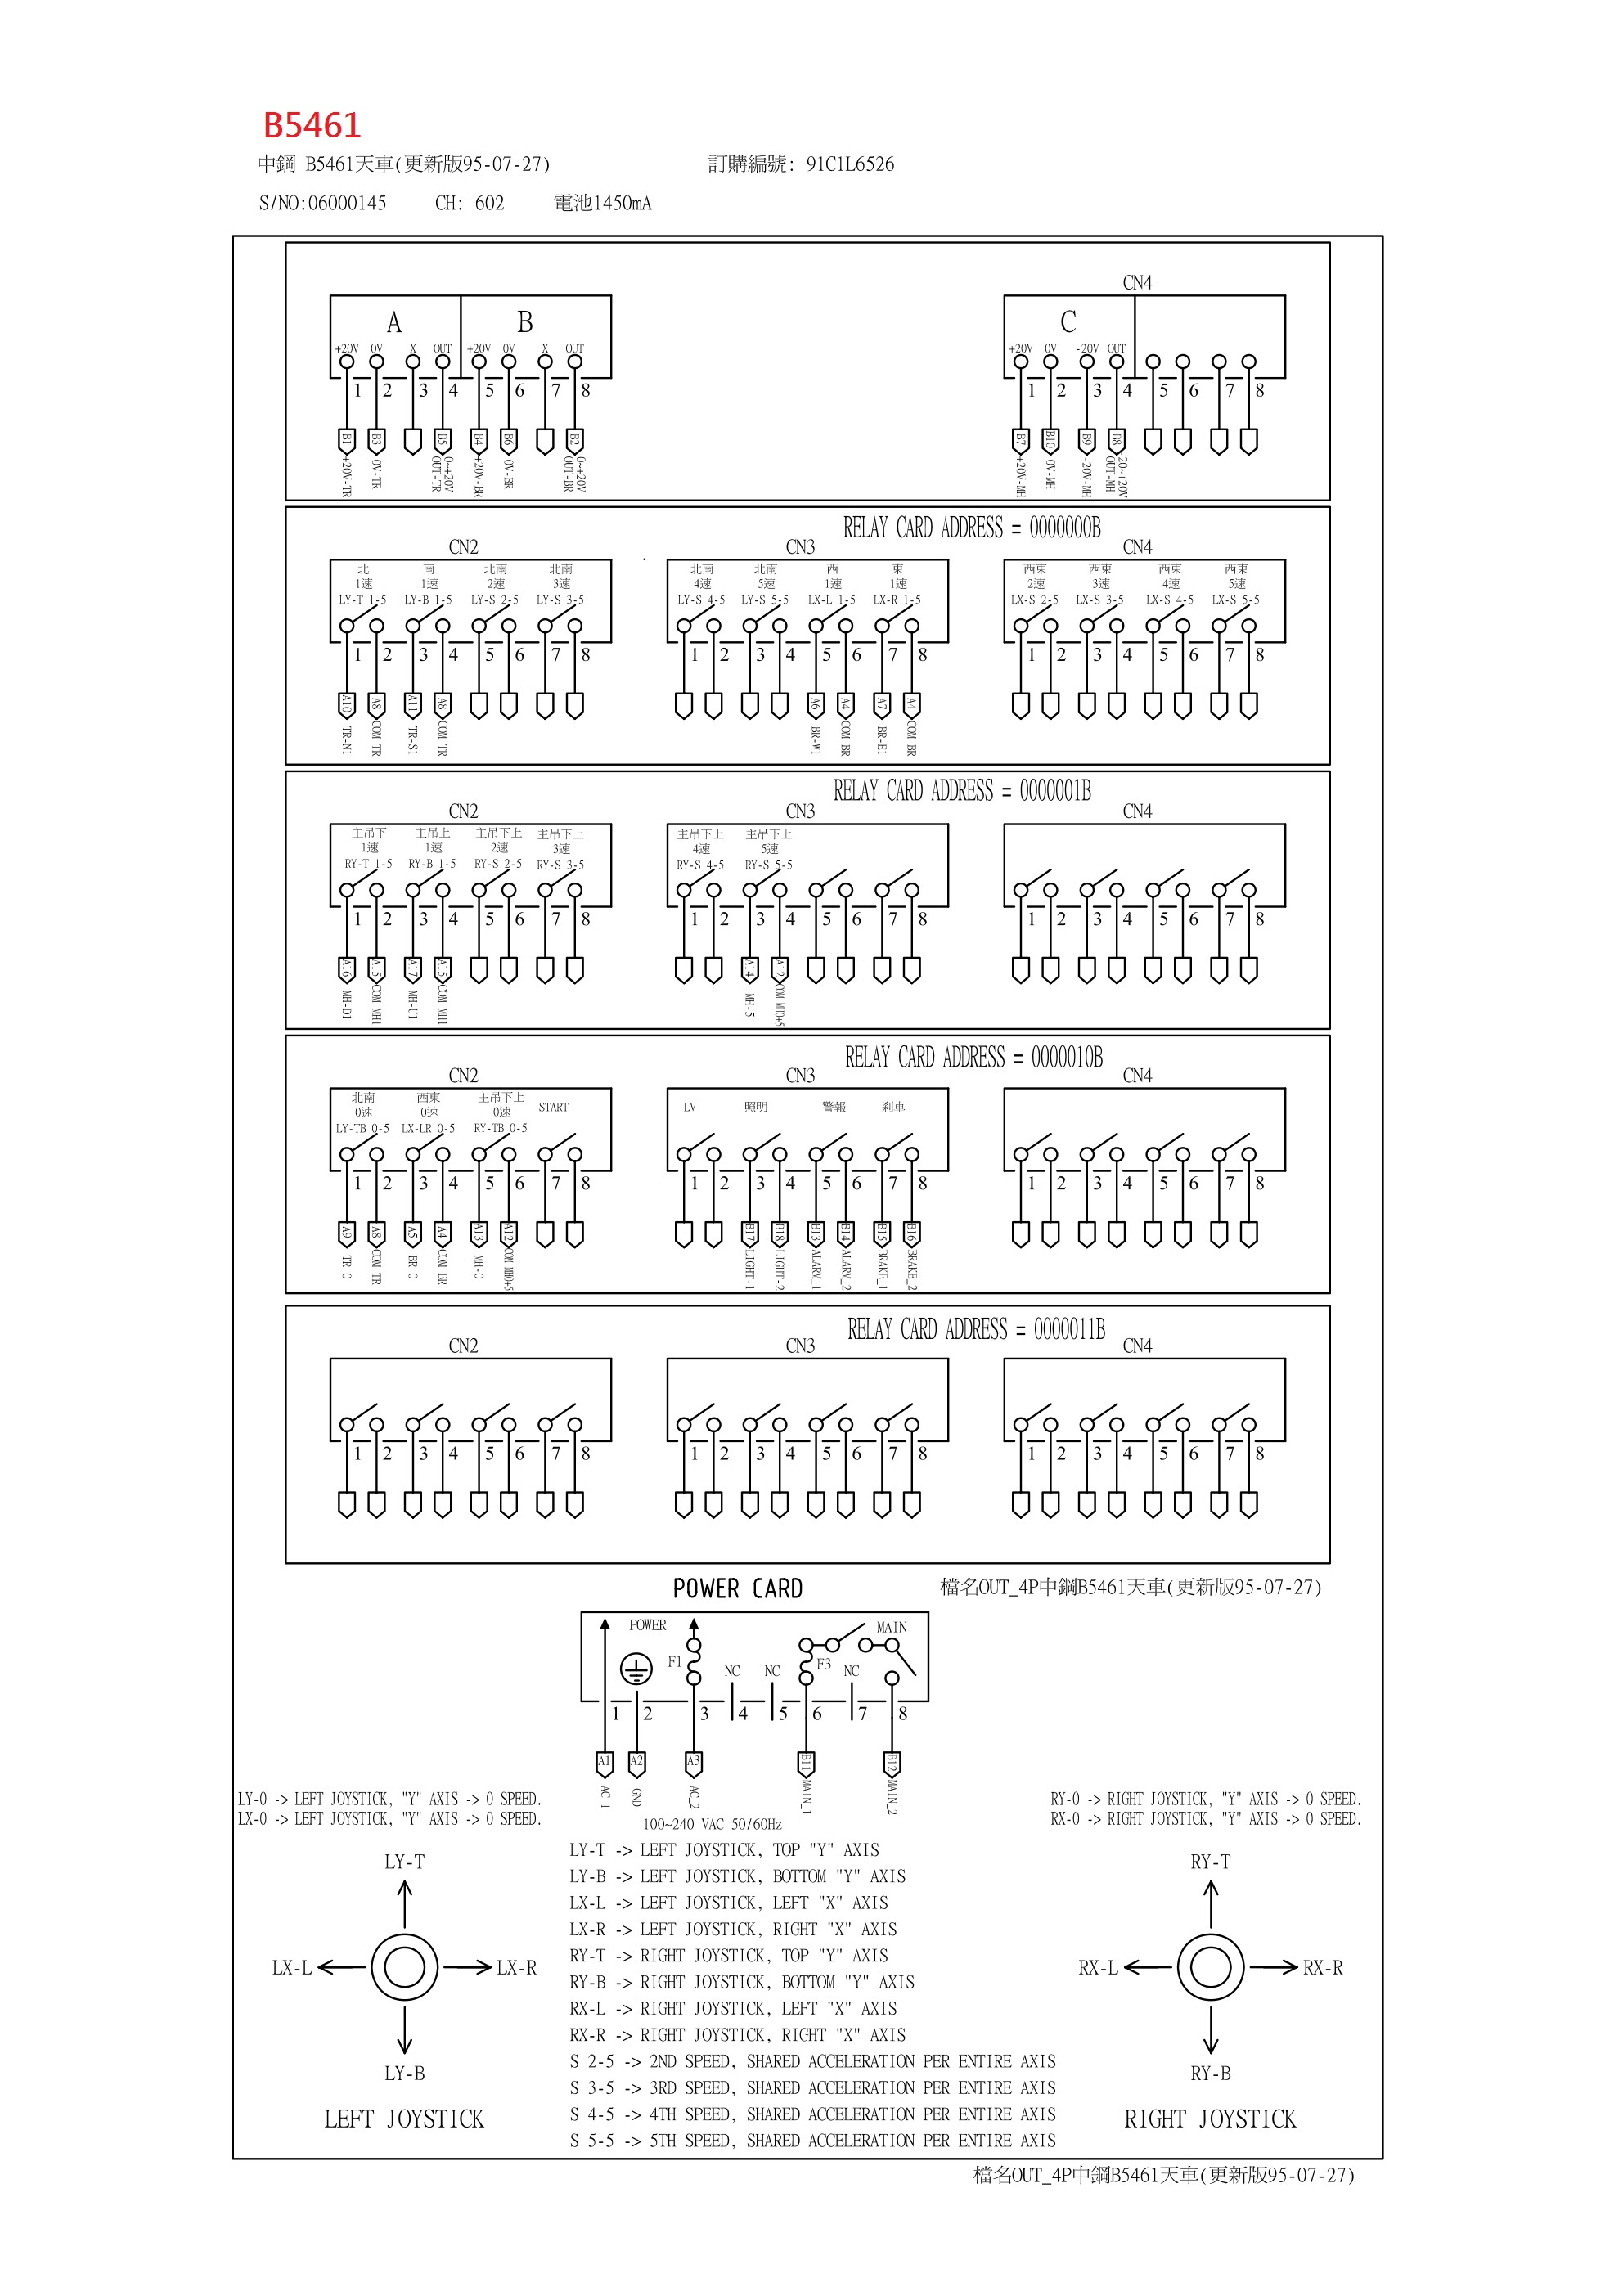 B5461
中鋼 B5461天車(更新版95-07-27) 訂購編號: 91C1L6526
S/NO:06000145 CH: 602 電池1450mA
CN4
A B C
+20V 0V X OUT +20V 0V X OUT +20V 0V -20V OUT
1 2 3 4 5 6 7 8 1 2 3 4 5 6 7 8
B1 B3 B5 B4 B6 B2 B7 B10 B9 B8
+20V-TR 0V-TR 0~+20V OUT-TR +20V-BR 0V-BR 0~+20V OUT-BR +20V-MH 0V-MH -20V-MH -20~+20V OUT-MH
RELAY CARD ADDRESS = 0000000B
CN2 CN3 CN4
北 南 北南 北南 北南 北南 西 東 西東 西東 西東 西東
1速 1速 2速 3速 4速 5速 1速 1速 2速 3速 4速 5速
LY-T 1-5 LY-B 1-5 LY-S 2-5 LY-S 3-5 LY-S 4-5 LY-S 5-5 LX-L 1-5 LX-R 1-5 LX-S 2-5 LX-S 3-5 LX-S 4-5 LX-S 5-5
1 2 3 4 5 6 7 8 1 2 3 4 5 6 7 8 1 2 3 4 5 6 7 8
A10 A8 A11 A8 A6 A4 A7 A4
TR-N1 COM TR TR-S1 COM TR BR-W1 COM BR BR-E1 COM BR
RELAY CARD ADDRESS = 0000001B
CN2 CN3 CN4
主吊下 主吊上 主吊下上 主吊下上 主吊下上 主吊下上
1速 1速 2速 3速 4速 5速
RY-T 1-5 RY-B 1-5 RY-S 2-5 RY-S 3-5 RY-S 4-5 RY-S 5-5
1 2 3 4 5 6 7 8 1 2 3 4 5 6 7 8 1 2 3 4 5 6 7 8
A16 A15 A17 A15 A14 A12
MH-D1 COM MH1 MH-U1 COM MH1 MH-5 COM MH0+5
RELAY CARD ADDRESS = 0000010B
CN2 CN3 CN4
北南 西東 主吊下上 START LV 照明 警報 刹車
0速 0速 0速
LY-TB 0-5 LX-LR 0-5 RY-TB 0-5
1 2 3 4 5 6 7 8 1 2 3 4 5 6 7 8 1 2 3 4 5 6 7 8
A9 A8 A5 A4 A13 A12 B17 B18 B13 B14 B15 B16
TR 0 COM TR BR 0 COM BR MH-0 COM MH0+5 LIGHT-1 LIGHT-2 ALARM_1 ALARM_2 BRAKE_1 BRAKE_2
RELAY CARD ADDRESS = 0000011B
CN2 CN3 CN4
1 2 3 4 5 6 7 8 1 2 3 4 5 6 7 8 1 2 3 4 5 6 7 8
POWER CARD 檔名OUT_4P中鋼B5461天車(更新版95-07-27)
POWER MAIN
F1 NC NC F3 NC
1 2 3 4 5 6 7 8
A1 A2 A3 B11 B12
AC_1 GND AC_2 MAIN_1 MAIN_2
100~240 VAC 50/60Hz
LY-0 -> LEFT JOYSTICK, "Y" AXIS -> 0 SPEED.
LX-0 -> LEFT JOYSTICK, "Y" AXIS -> 0 SPEED.
RY-0 -> RIGHT JOYSTICK, "Y" AXIS -> 0 SPEED.
RX-0 -> RIGHT JOYSTICK, "Y" AXIS -> 0 SPEED.
LY-T
LX-L LX-R
LY-B
LEFT JOYSTICK
LY-T -> LEFT JOYSTICK, TOP "Y" AXIS
LY-B -> LEFT JOYSTICK, BOTTOM "Y" AXIS
LX-L -> LEFT JOYSTICK, LEFT "X" AXIS
LX-R -> LEFT JOYSTICK, RIGHT "X" AXIS
RY-T -> RIGHT JOYSTICK, TOP "Y" AXIS
RY-B -> RIGHT JOYSTICK, BOTTOM "Y" AXIS
RX-L -> RIGHT JOYSTICK, LEFT "X" AXIS
RX-R -> RIGHT JOYSTICK, RIGHT "X" AXIS
S 2-5 -> 2ND SPEED, SHARED ACCELERATION PER ENTIRE AXIS
S 3-5 -> 3RD SPEED, SHARED ACCELERATION PER ENTIRE AXIS
S 4-5 -> 4TH SPEED, SHARED ACCELERATION PER ENTIRE AXIS
S 5-5 -> 5TH SPEED, SHARED ACCELERATION PER ENTIRE AXIS
RY-T
RX-L RX-R
RY-B
RIGHT JOYSTICK
檔名OUT_4P中鋼B5461天車(更新版95-07-27)